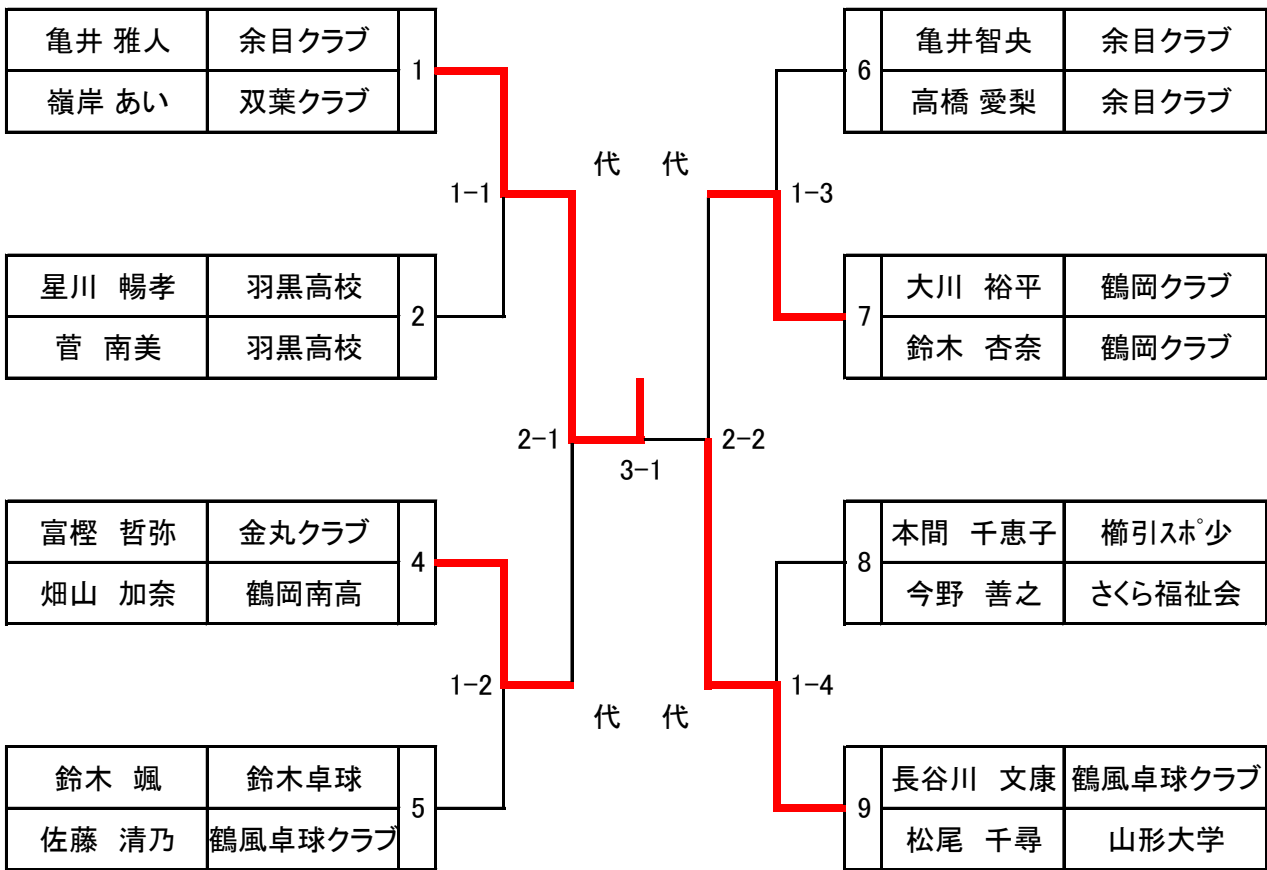 亀井 雅人 余目クラブ 1
嶺岸 あい 双葉クラブ
6 亀井智央 余目クラブ
高橋 愛梨 余目クラブ
代 代
1-1
1-3
星川 暢孝 羽黒高校 2
菅 南美 羽黒高校
7 大川 裕平 鶴岡クラブ
鈴木 杏奈 鶴岡クラブ
2-1
2-2
3-1
富樫 哲弥 金丸クラブ 4
畑山 加奈 鶴岡南高
8 本間 千恵子 櫛引ｽﾎﾟ少
今野 善之 さくら福祉会
1-2
1-4
代 代
鈴木 颯 鈴木卓球 5
佐藤 清乃 鶴風卓球クラブ
9 長谷川 文康 鶴風卓球クラブ
松尾 千尋 山形大学